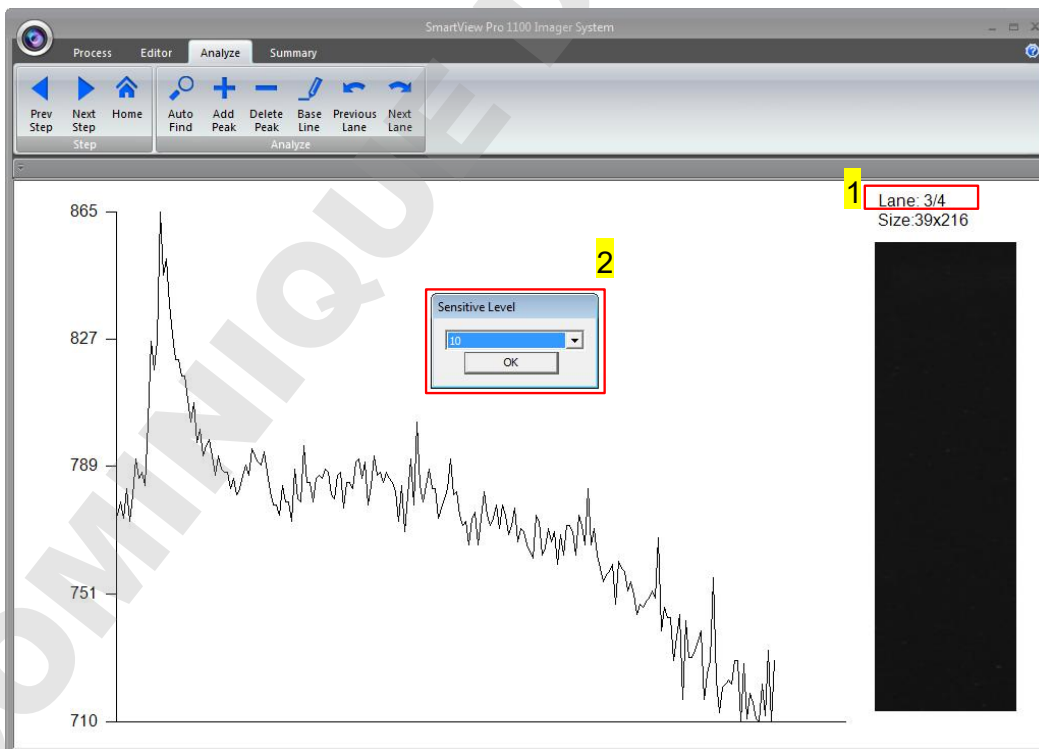 SmartView Pro 1100 Imager System
Process Editor Analyze Summary
Prev Step
Next Step
Home
Auto Find
Add Peak
Delete Peak
Base Line
Previous Lane
Next Lane
Step
Analyze
1
Lane: 3/4
Size:39x216
2
Sensitive Level
10
OK
865
827
789
751
710
OMINIQUE